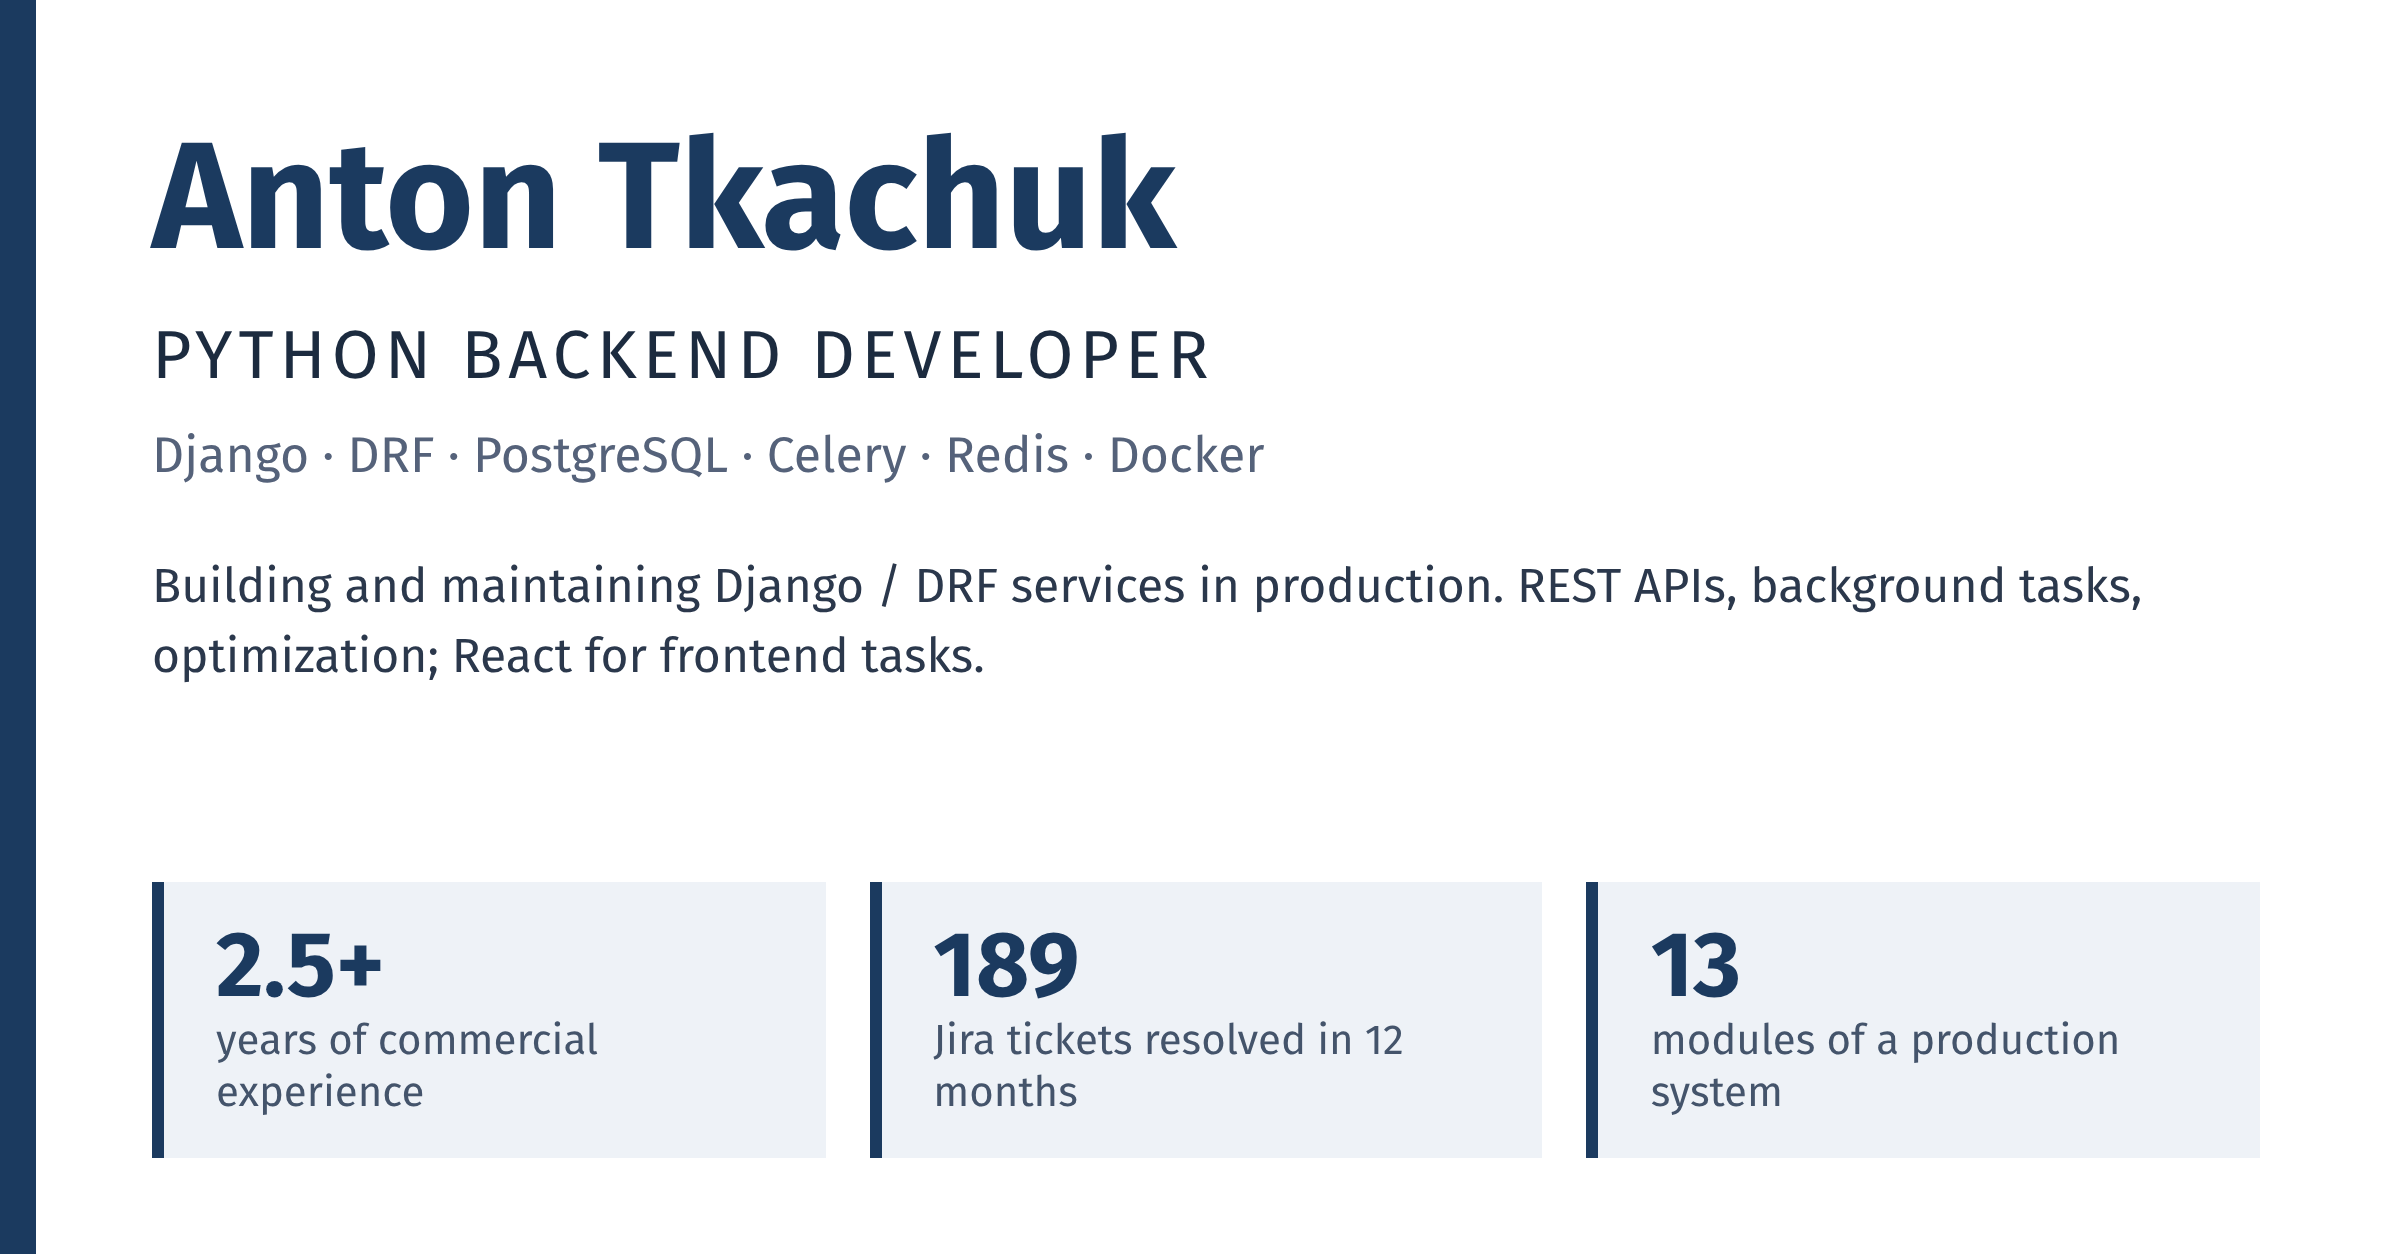 Anton Tkachuk
PYTHON BACKEND DEVELOPER
Django · DRF · PostgreSQL · Celery · Redis · Docker
Building and maintaining Django / DRF services in production. REST APIs, background tasks,
optimization; React for frontend tasks.
2.5+
years of commercial
experience
189
Jira tickets resolved in 12
months
13
modules of a production
system